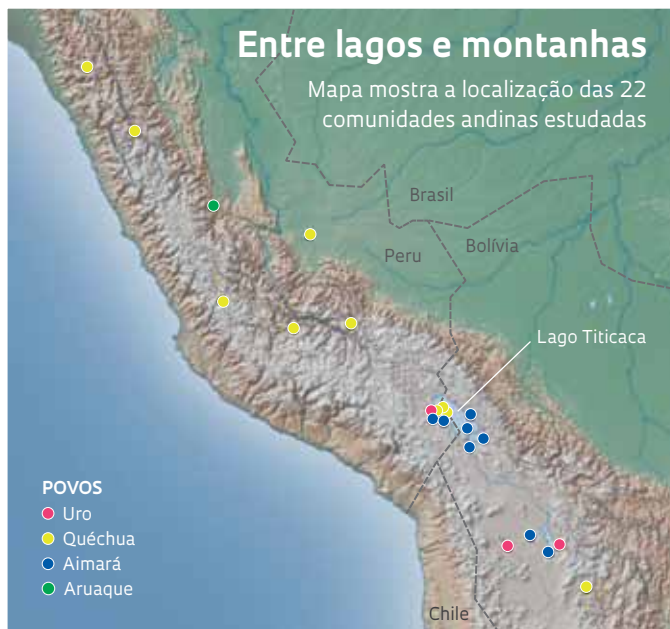 Entre lagos e montanhas
Mapa mostra a localização das 22
comunidades andinas estudadas
Brasil
Peru
Bolívia
Lago Titicaca
POVOS
Uro
Quéchua
Aimará
Aruaque
Chile